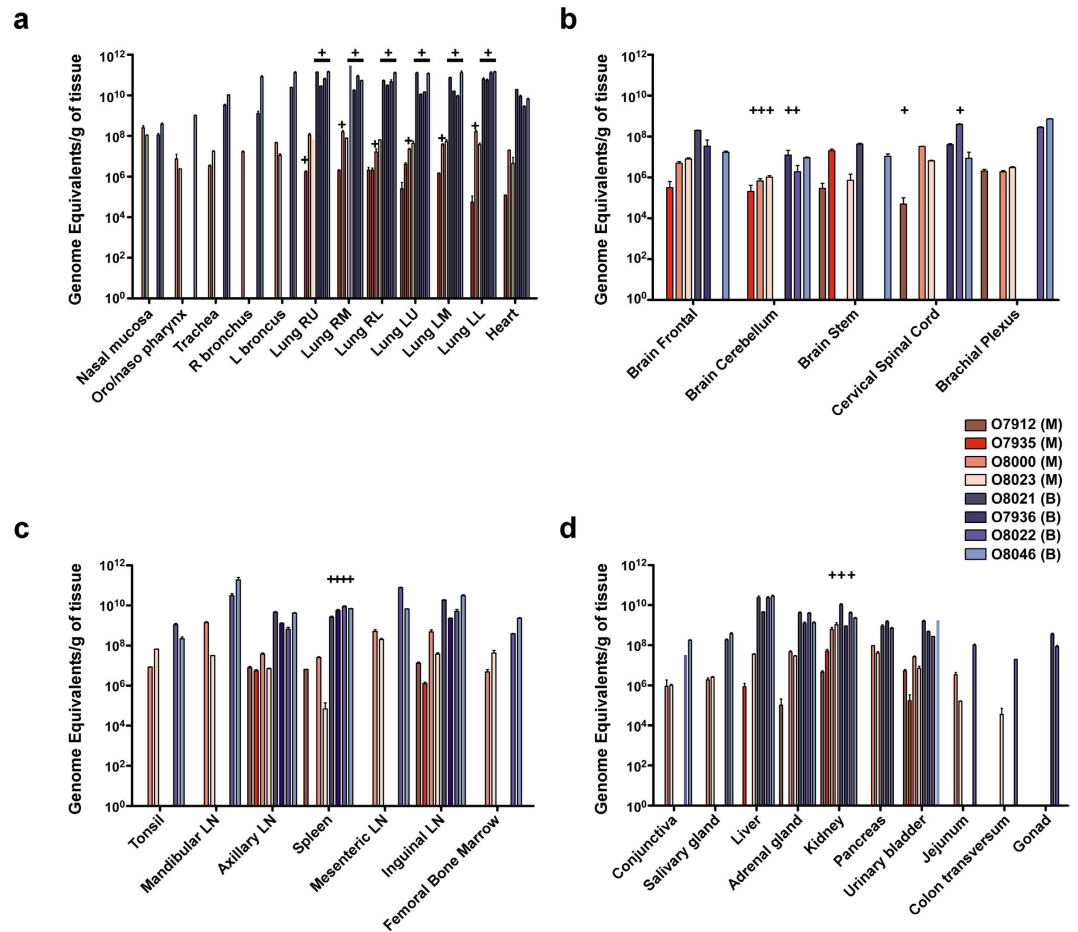 a
Genome Equivalents/g of tissue
10¹²
10¹⁰
10⁸
10⁶
10⁴
10²
10⁰
+ + + + + +
+ + + + + +
Nasal mucosa
Oro/naso pharynx
Trachea
R bronchus
L broncus
Lung RU
Lung RM
Lung RL
Lung LU
Lung LM
Lung LL
Heart
b
Genome Equivalents/g of tissue
10¹²
10¹⁰
10⁸
10⁶
10⁴
10²
10⁰
+++ ++ + +
Brain Frontal
Brain Cerebellum
Brain Stem
Cervical Spinal Cord
Brachial Plexus
O7912 (M)
O7935 (M)
O8000 (M)
O8023 (M)
O8021 (B)
O7936 (B)
O8022 (B)
O8046 (B)
c
Genome Equivalents/g of tissue
10¹²
10¹⁰
10⁸
10⁶
10⁴
10²
10⁰
++++
Tonsil
Mandibular LN
Axillary LN
Spleen
Mesenteric LN
Inguinal LN
Femoral Bone Marrow
d
Genome Equivalents/g of tissue
10¹²
10¹⁰
10⁸
10⁶
10⁴
10²
10⁰
+++
Conjunctiva
Salivary gland
Liver
Adrenal gland
Kidney
Pancreas
Urinary bladder
Jejunum
Colon transversum
Gonad